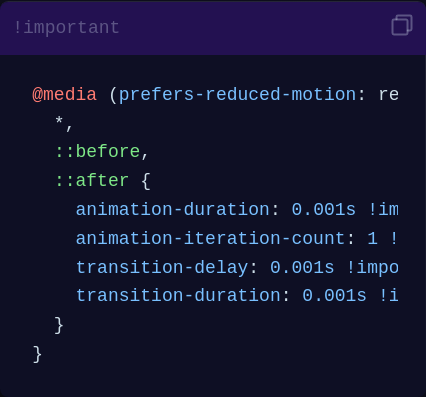 !important
@media (prefers-reduced-motion: re
*,
::before,
::after {
animation-duration: 0.001s !im
animation-iteration-count: 1 !
transition-delay: 0.001s !impo
transition-duration: 0.001s !i
}
}